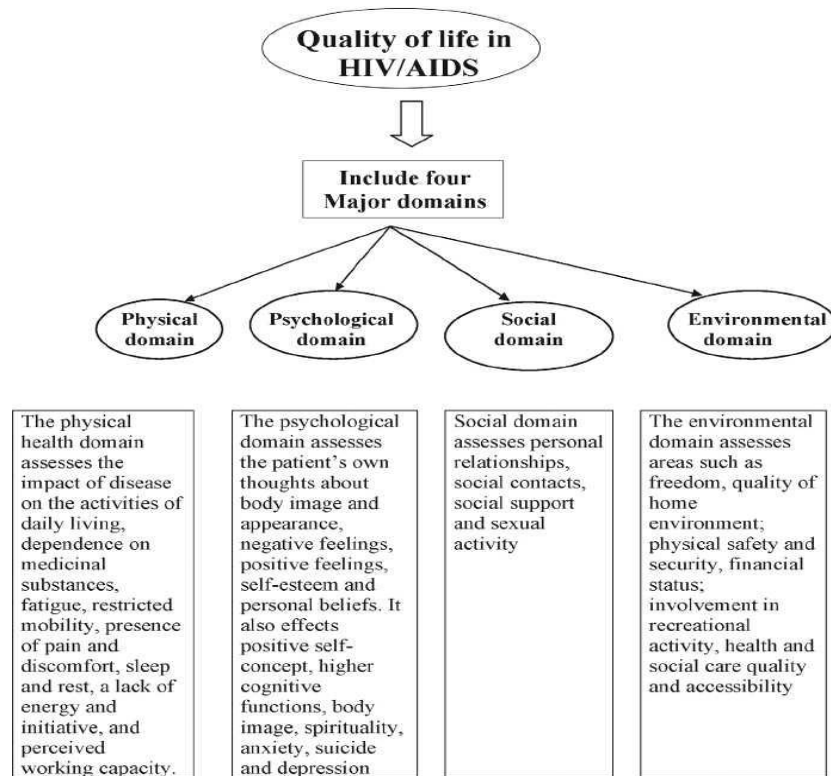 Quality of life in
HIV/AIDS
Include four
Major domains
Physical
domain
Psychological
domain
Social
domain
Environmental
domain
The physical
health domain
assesses the
impact of disease
on the activities of
daily living,
dependence on
medicinal
substances,
fatigue, restricted
mobility, presence
of pain and
discomfort, sleep
and rest, a lack of
energy and
initiative, and
perceived
working capacity.
The psychological
domain assesses
the patient's own
thoughts about
body image and
appearance,
negative feelings,
positive feelings,
self-esteem and
personal beliefs. It
also effects
positive self-
concept, higher
cognitive
functions, body
image, spirituality,
anxiety, suicide
and depression
Social domain
assesses personal
relationships,
social contacts,
social support
and sexual
activity
The environmental
domain assesses
areas such as
freedom, quality of
home
environment;
physical safety and
security, financial
status;
involvement in
recreational
activity, health and
social care quality
and accessibility